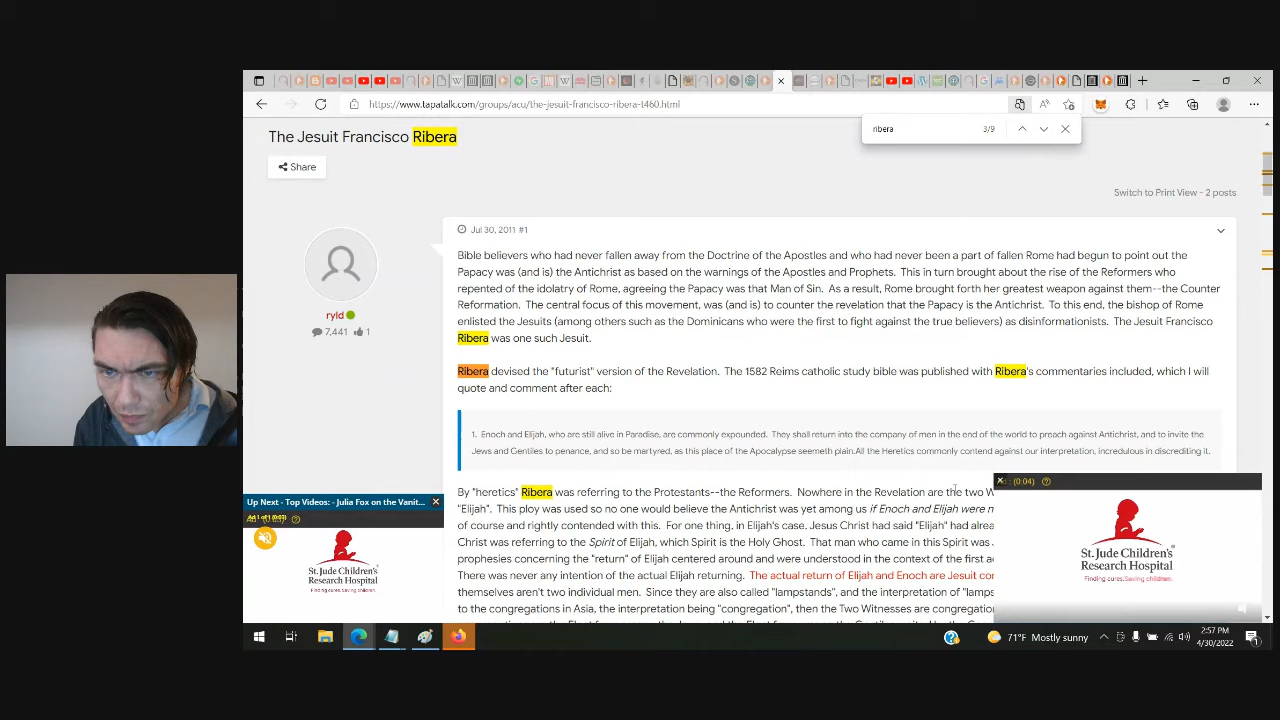 https://www.tapatalk.com/groups/acu/the-jesuit-francisco-ribera-t460.html
ribera
3/9
The Jesuit Francisco Ribera
Share
Switch to Print View - 2 posts
ryld
7,441 1
Jul 30, 2011 #1
Bible believers who had never fallen away from the Doctrine of the Apostles and who had never been a part of fallen Rome had begun to point out the
Papacy was (and is) the Antichrist as based on the warnings of the Apostles and Prophets. This in turn brought about the rise of the Reformers who
repented of the idolatry of Rome, agreeing the Papacy was that Man of Sin. As a result, Rome brought forth her greatest weapon against them--the Counter
Reformation. The central focus of this movement, was (and is) to counter the revelation that the Papacy is the Antichrist. To this end, the bishop of Rome
enlisted the Jesuits (among others such as the Dominicans who were the first to fight against the true believers) as disinformationists. The Jesuit Francisco
Ribera was one such Jesuit.
Ribera devised the "futurist" version of the Revelation. The 1582 Reims catholic study bible was published with Ribera's commentaries included, which I will
quote and comment after each:
1. Enoch and Elijah, who are still alive in Paradise, are commonly expounded. They shall return into the company of men in the end of the world to preach against Antichrist, and to invite the
Jews and Gentiles to penance, and so be martyred, as this place of the Apocalypse seemeth plain.All the Heretics commonly contend against our interpretation, incredulous in discrediting it.
By "heretics" Ribera was referring to the Protestants--the Reformers. Nowhere in the Revelation are the two W
"Elijah". This ploy was used so no one would believe the Antichrist was yet among us if Enoch and Elijah were n
of course and rightly contended with this. For one thing, in Elijah's case, Jesus Christ had said "Elijah" had alrea
Christ was referring to the Spirit of Elijah, which Spirit is the Holy Ghost. That man who came in this Spirit was
prophesies concerning the "return" of Elijah centered around and were understood in the context of the first a
There was never any intention of the actual Elijah returning. The actual return of Elijah and Enoch are Jesuit con
themselves aren't two individual men. Since they are also called "lampstands", and the interpretation of "lamps
to the congregations in Asia, the interpretation being "congregation", then the Two Witnesses are congregation
Up Next - Top Videos: - Julia Fox on the Vanit...
St. Jude Children's
Research Hospital
Finding cures. Saving children.
(0:04)
St. Jude Children's
Research Hospital
Finding cures. Saving children.
71°F Mostly sunny
2:57 PM
4/30/2022